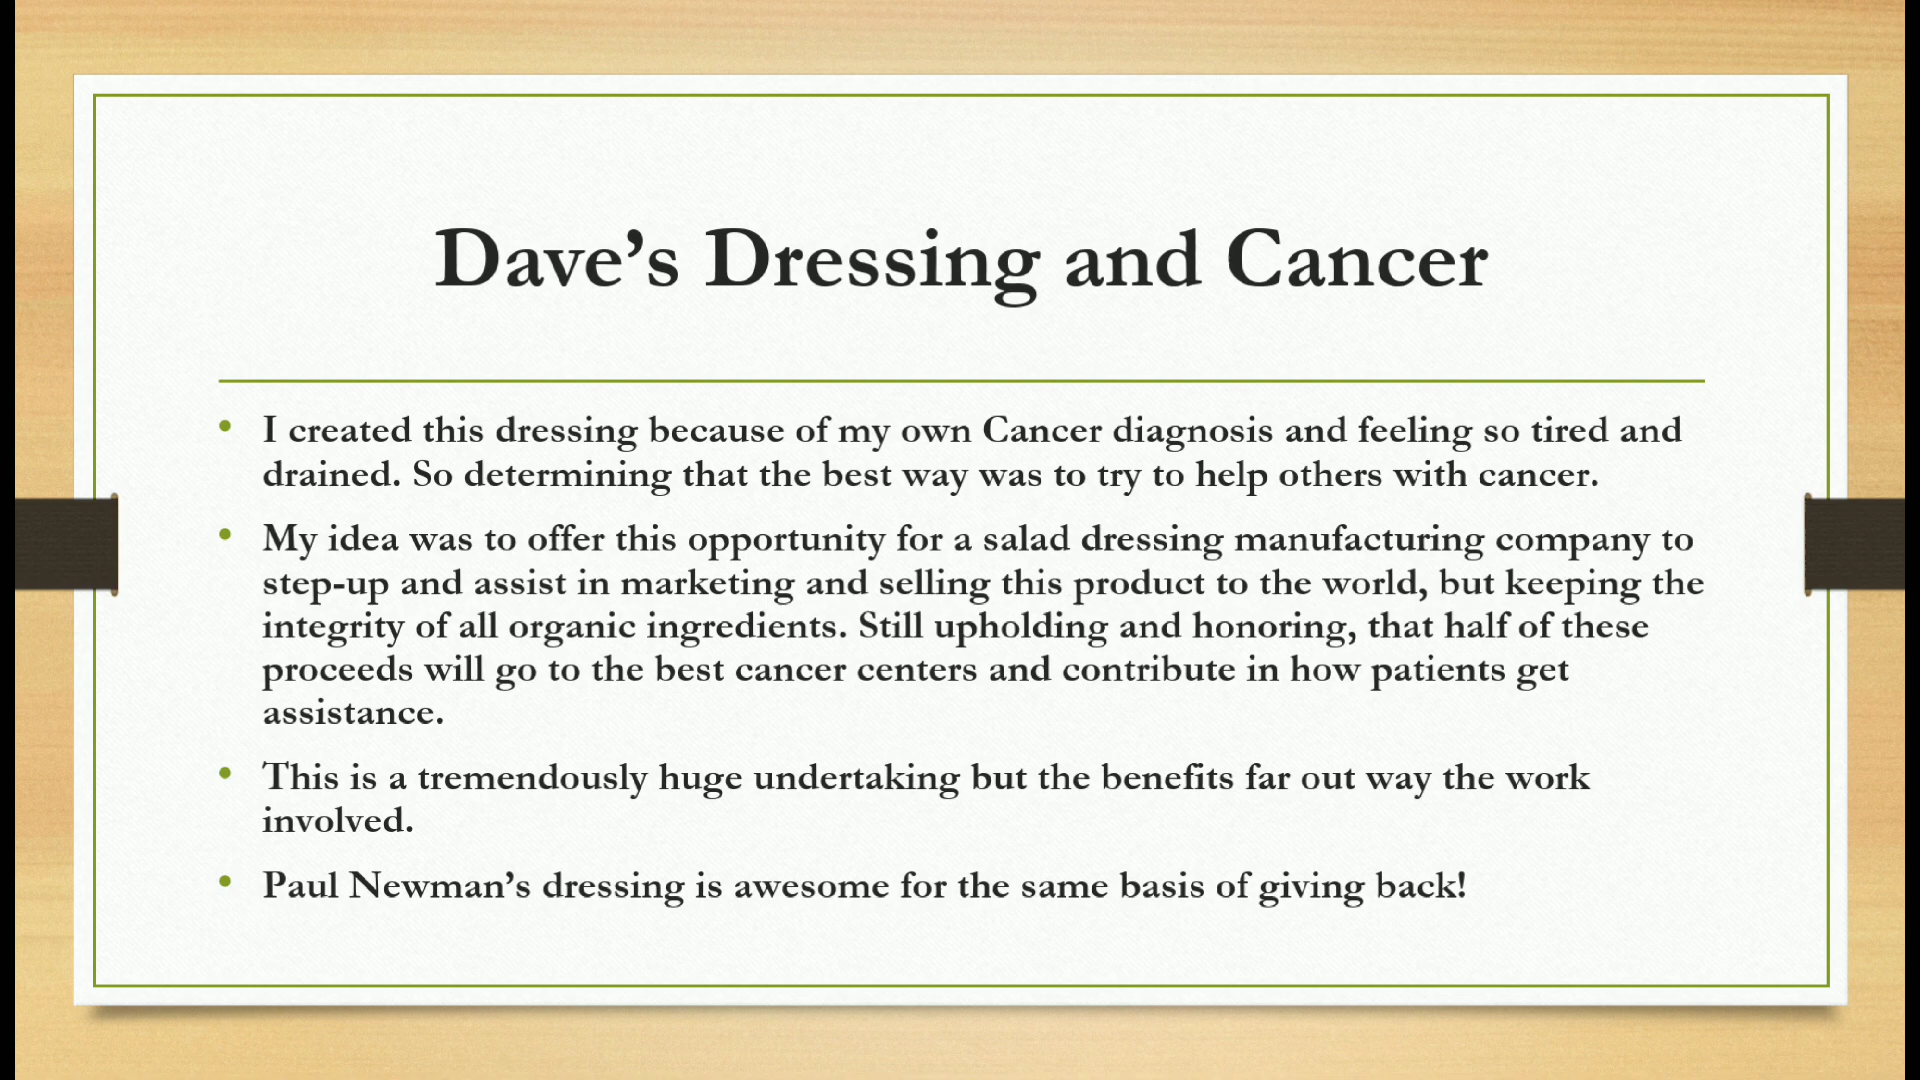 Dave’s Dressing and Cancer
• I created this dressing because of my own Cancer diagnosis and feeling so tired and
drained. So determining that the best way was to try to help others with cancer.
• My idea was to offer this opportunity for a salad dressing manufacturing company to
step-up and assist in marketing and selling this product to the world, but keeping the
integrity of all organic ingredients. Still upholding and honoring, that half of these
proceeds will go to the best cancer centers and contribute in how patients get
assistance.
• This is a tremendously huge undertaking but the benefits far out way the work
involved.
• Paul Newman’s dressing is awesome for the same basis of giving back!